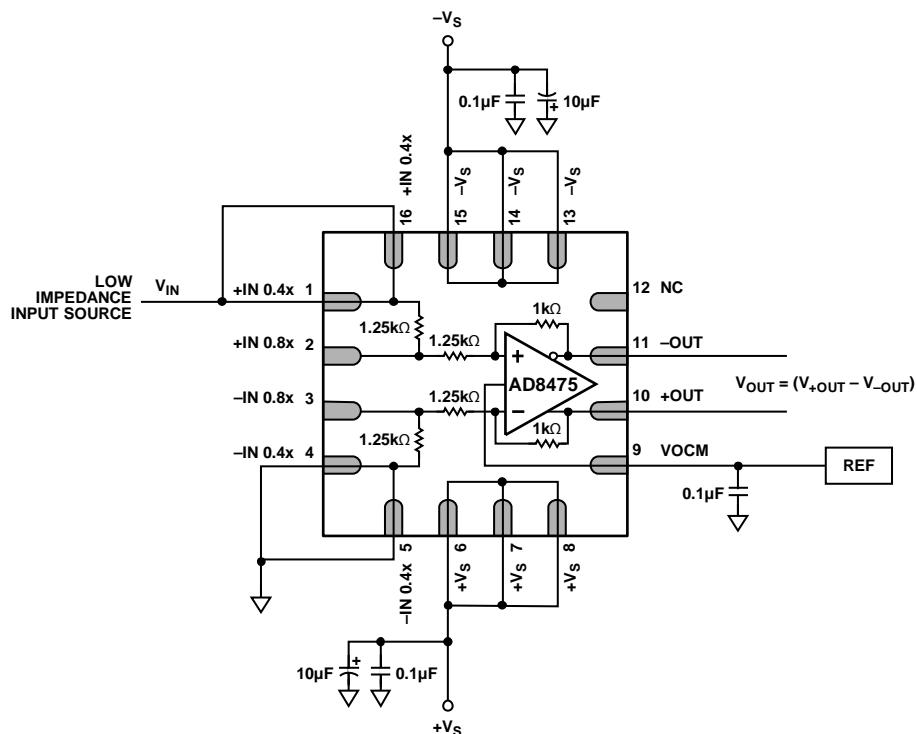 –VS
0.1µF
10µF
+IN 0.4x
–VS
–VS
–VS
16
15
14
13
LOW
IMPEDANCE
INPUT SOURCE
VIN
+IN 0.4x 1
12 NC
1.25kΩ
1kΩ
+IN 0.8x 2
1.25kΩ
11 –OUT
+
AD8475
VOUT = (V+OUT – V–OUT)
–IN 0.8x 3
1.25kΩ
–
10 +OUT
1.25kΩ
1kΩ
–IN 0.4x 4
9 VOCM
REF
0.1µF
5
6
7
8
–IN 0.4x
+VS
+VS
+VS
10µF
+
0.1µF
+
+VS